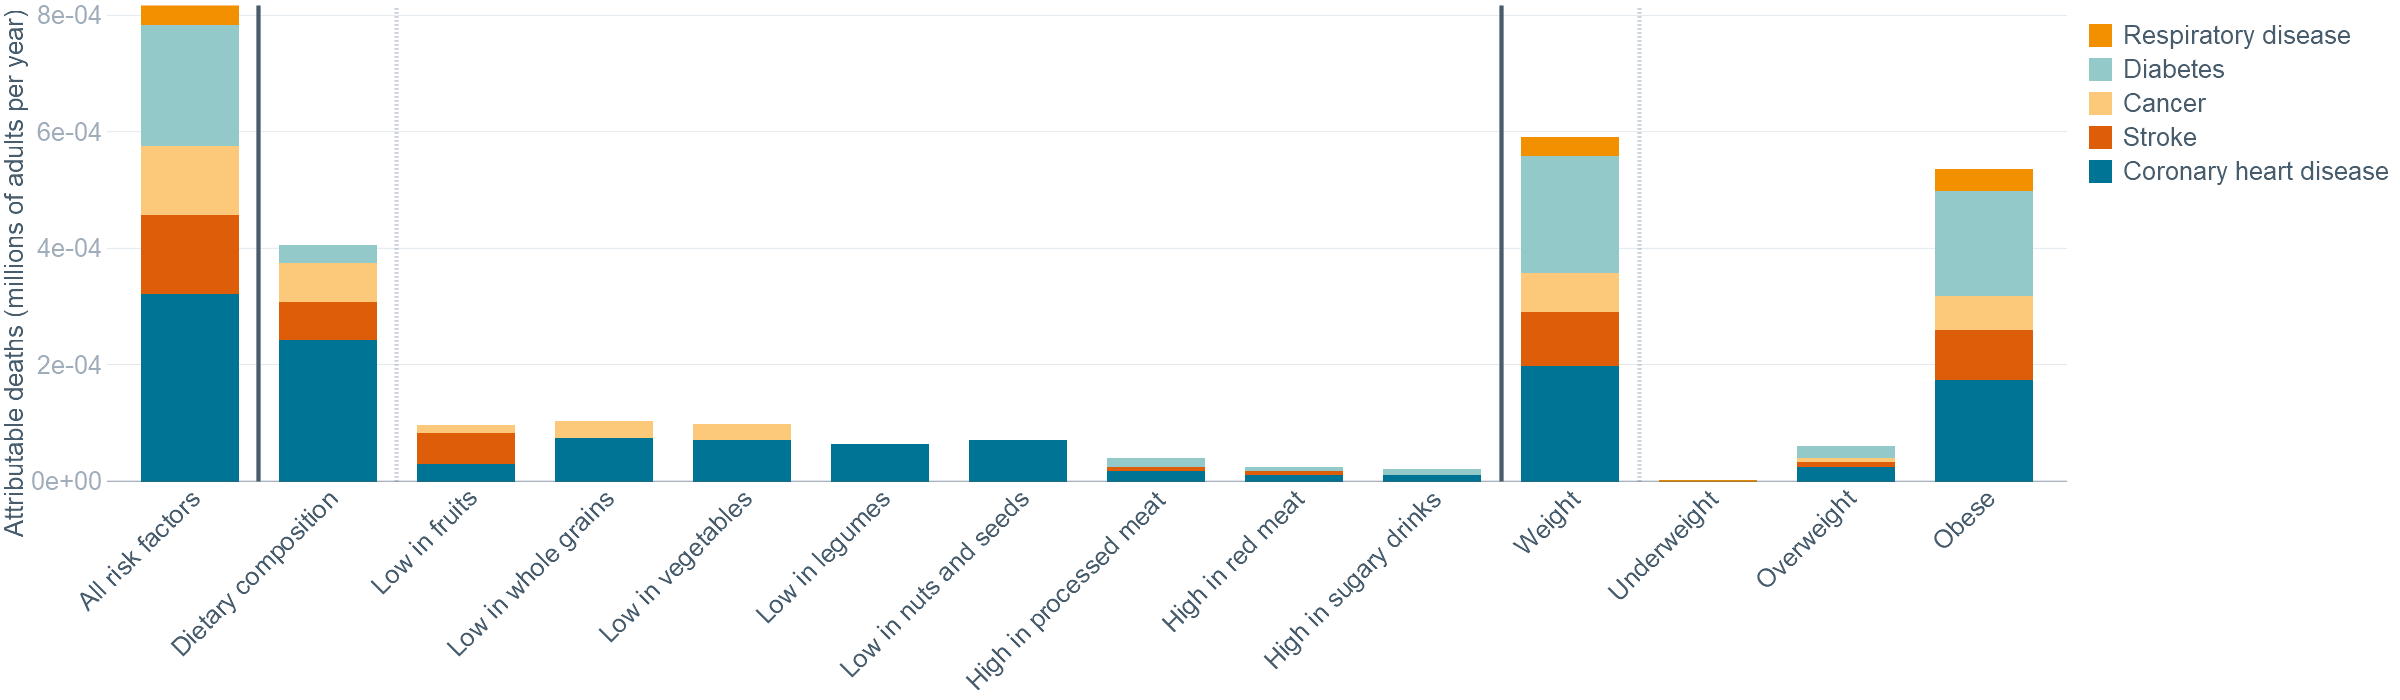 Attributable deaths (millions of adults per year)
8e-04
6e-04
4e-04
2e-04
0e+00
All risk factors
Dietary composition
Low in fruits
Low in whole grains
Low in vegetables
Low in legumes
Low in nuts and seeds
High in processed meat
High in red meat
High in sugary drinks
Weight
Underweight
Overweight
Obese
Respiratory disease
Diabetes
Cancer
Stroke
Coronary heart disease